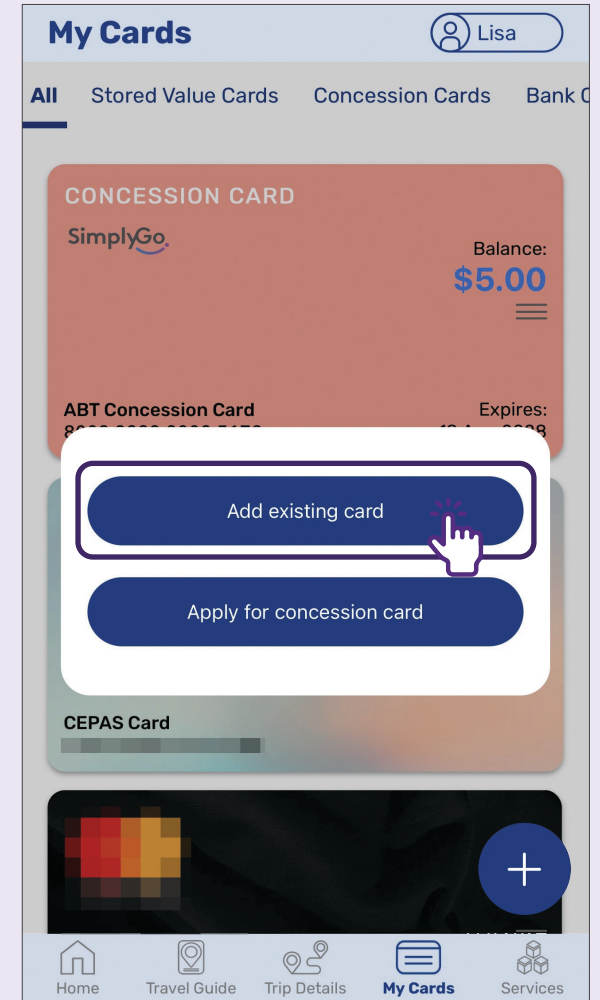 My Cards
Lisa
All Stored Value Cards Concession Cards Bank
CONCESSION CARD
SimplyGo.
Balance:
$5.00
ABT Concession Card
Expires:
Add existing card
Apply for concession card
CEPAS Card
Home Travel Guide Trip Details My Cards Services